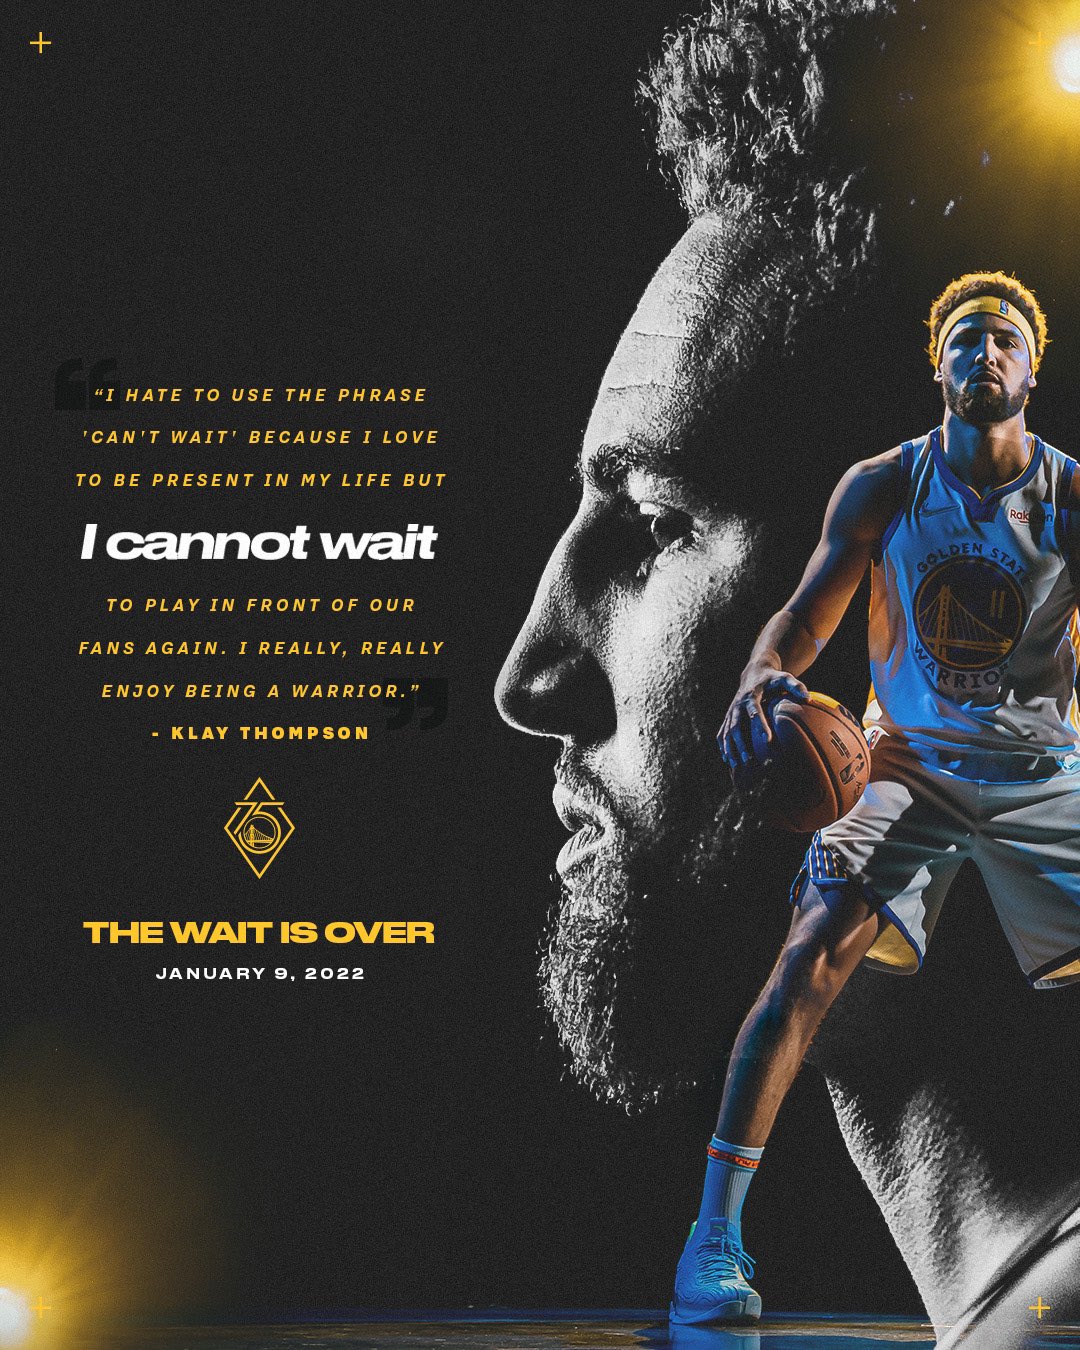 “I HATE TO USE THE PHRASE
'CAN'T WAIT' BECAUSE I LOVE
TO BE PRESENT IN MY LIFE BUT
I cannot wait
TO PLAY IN FRONT OF OUR
FANS AGAIN. I REALLY, REALLY
ENJOY BEING A WARRIOR.”
- KLAY THOMPSON
75
THE WAIT IS OVER
JANUARY 9, 2022
GOLDEN STATE
11
WARRIORS